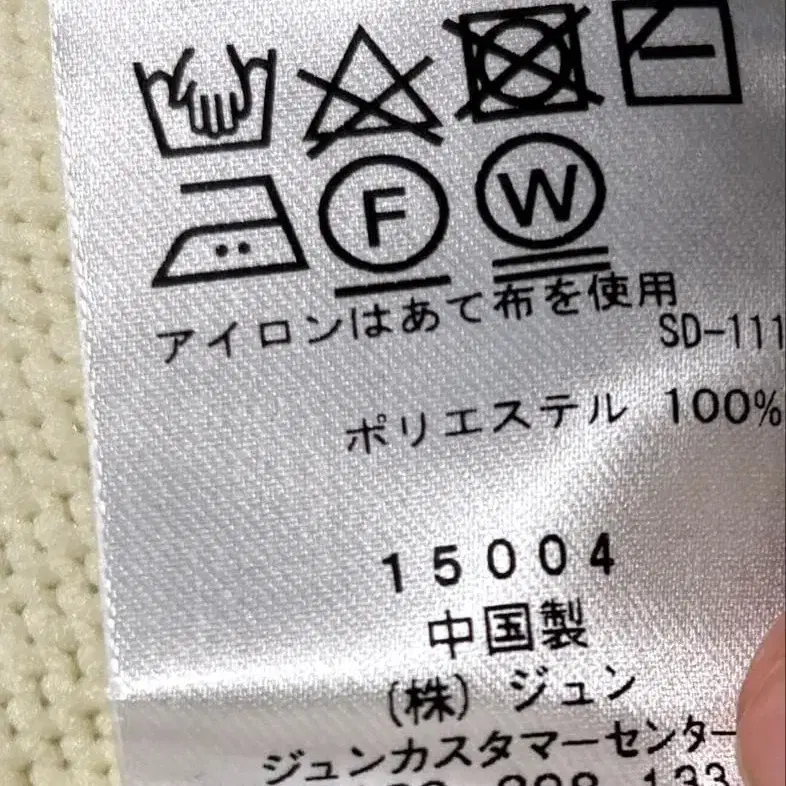 F W
アイロンはあて布を使用
SD-111
ポリエステル 100%
15004
中国製
(株) ジュン
ジュンカスタマーセンター
133